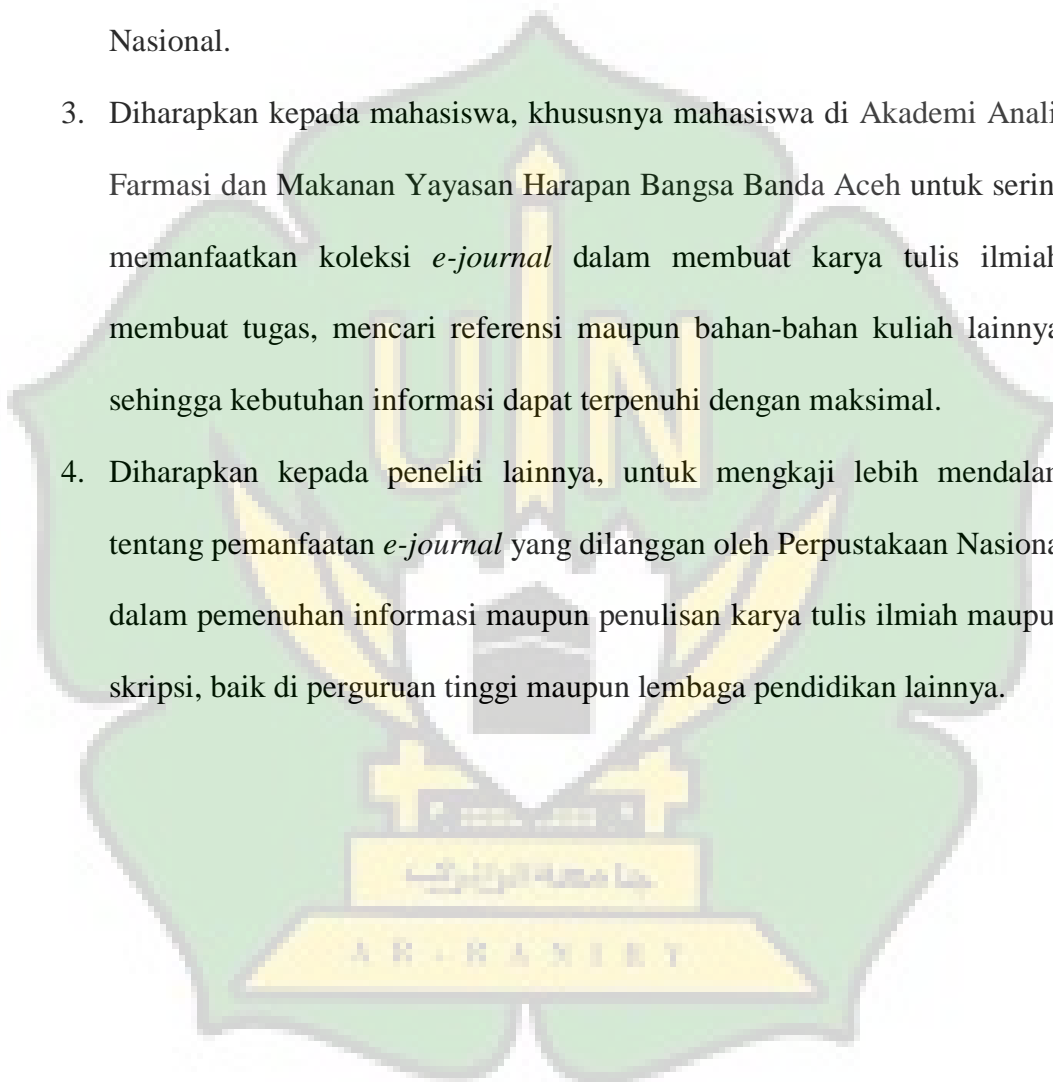 Nasional.
3. Diharapkan kepada mahasiswa, khususnya mahasiswa di Akademi Anali
Farmasi dan Makanan Yayasan Harapan Bangsa Banda Aceh untuk serin
memanfaatkan koleksi e-journal dalam membuat karya tulis ilmiah
membuat tugas, mencari referensi maupun bahan-bahan kuliah lainnya
sehingga kebutuhan informasi dapat terpenuhi dengan maksimal.
4. Diharapkan kepada peneliti lainnya, untuk mengkaji lebih mendalam
tentang pemanfaatan e-journal yang dilanggan oleh Perpustakaan Nasional
dalam pemenuhan informasi maupun penulisan karya tulis ilmiah maupu
skripsi, baik di perguruan tinggi maupun lembaga pendidikan lainnya.
UIN
جامعة الرانري
AR-RANIRY